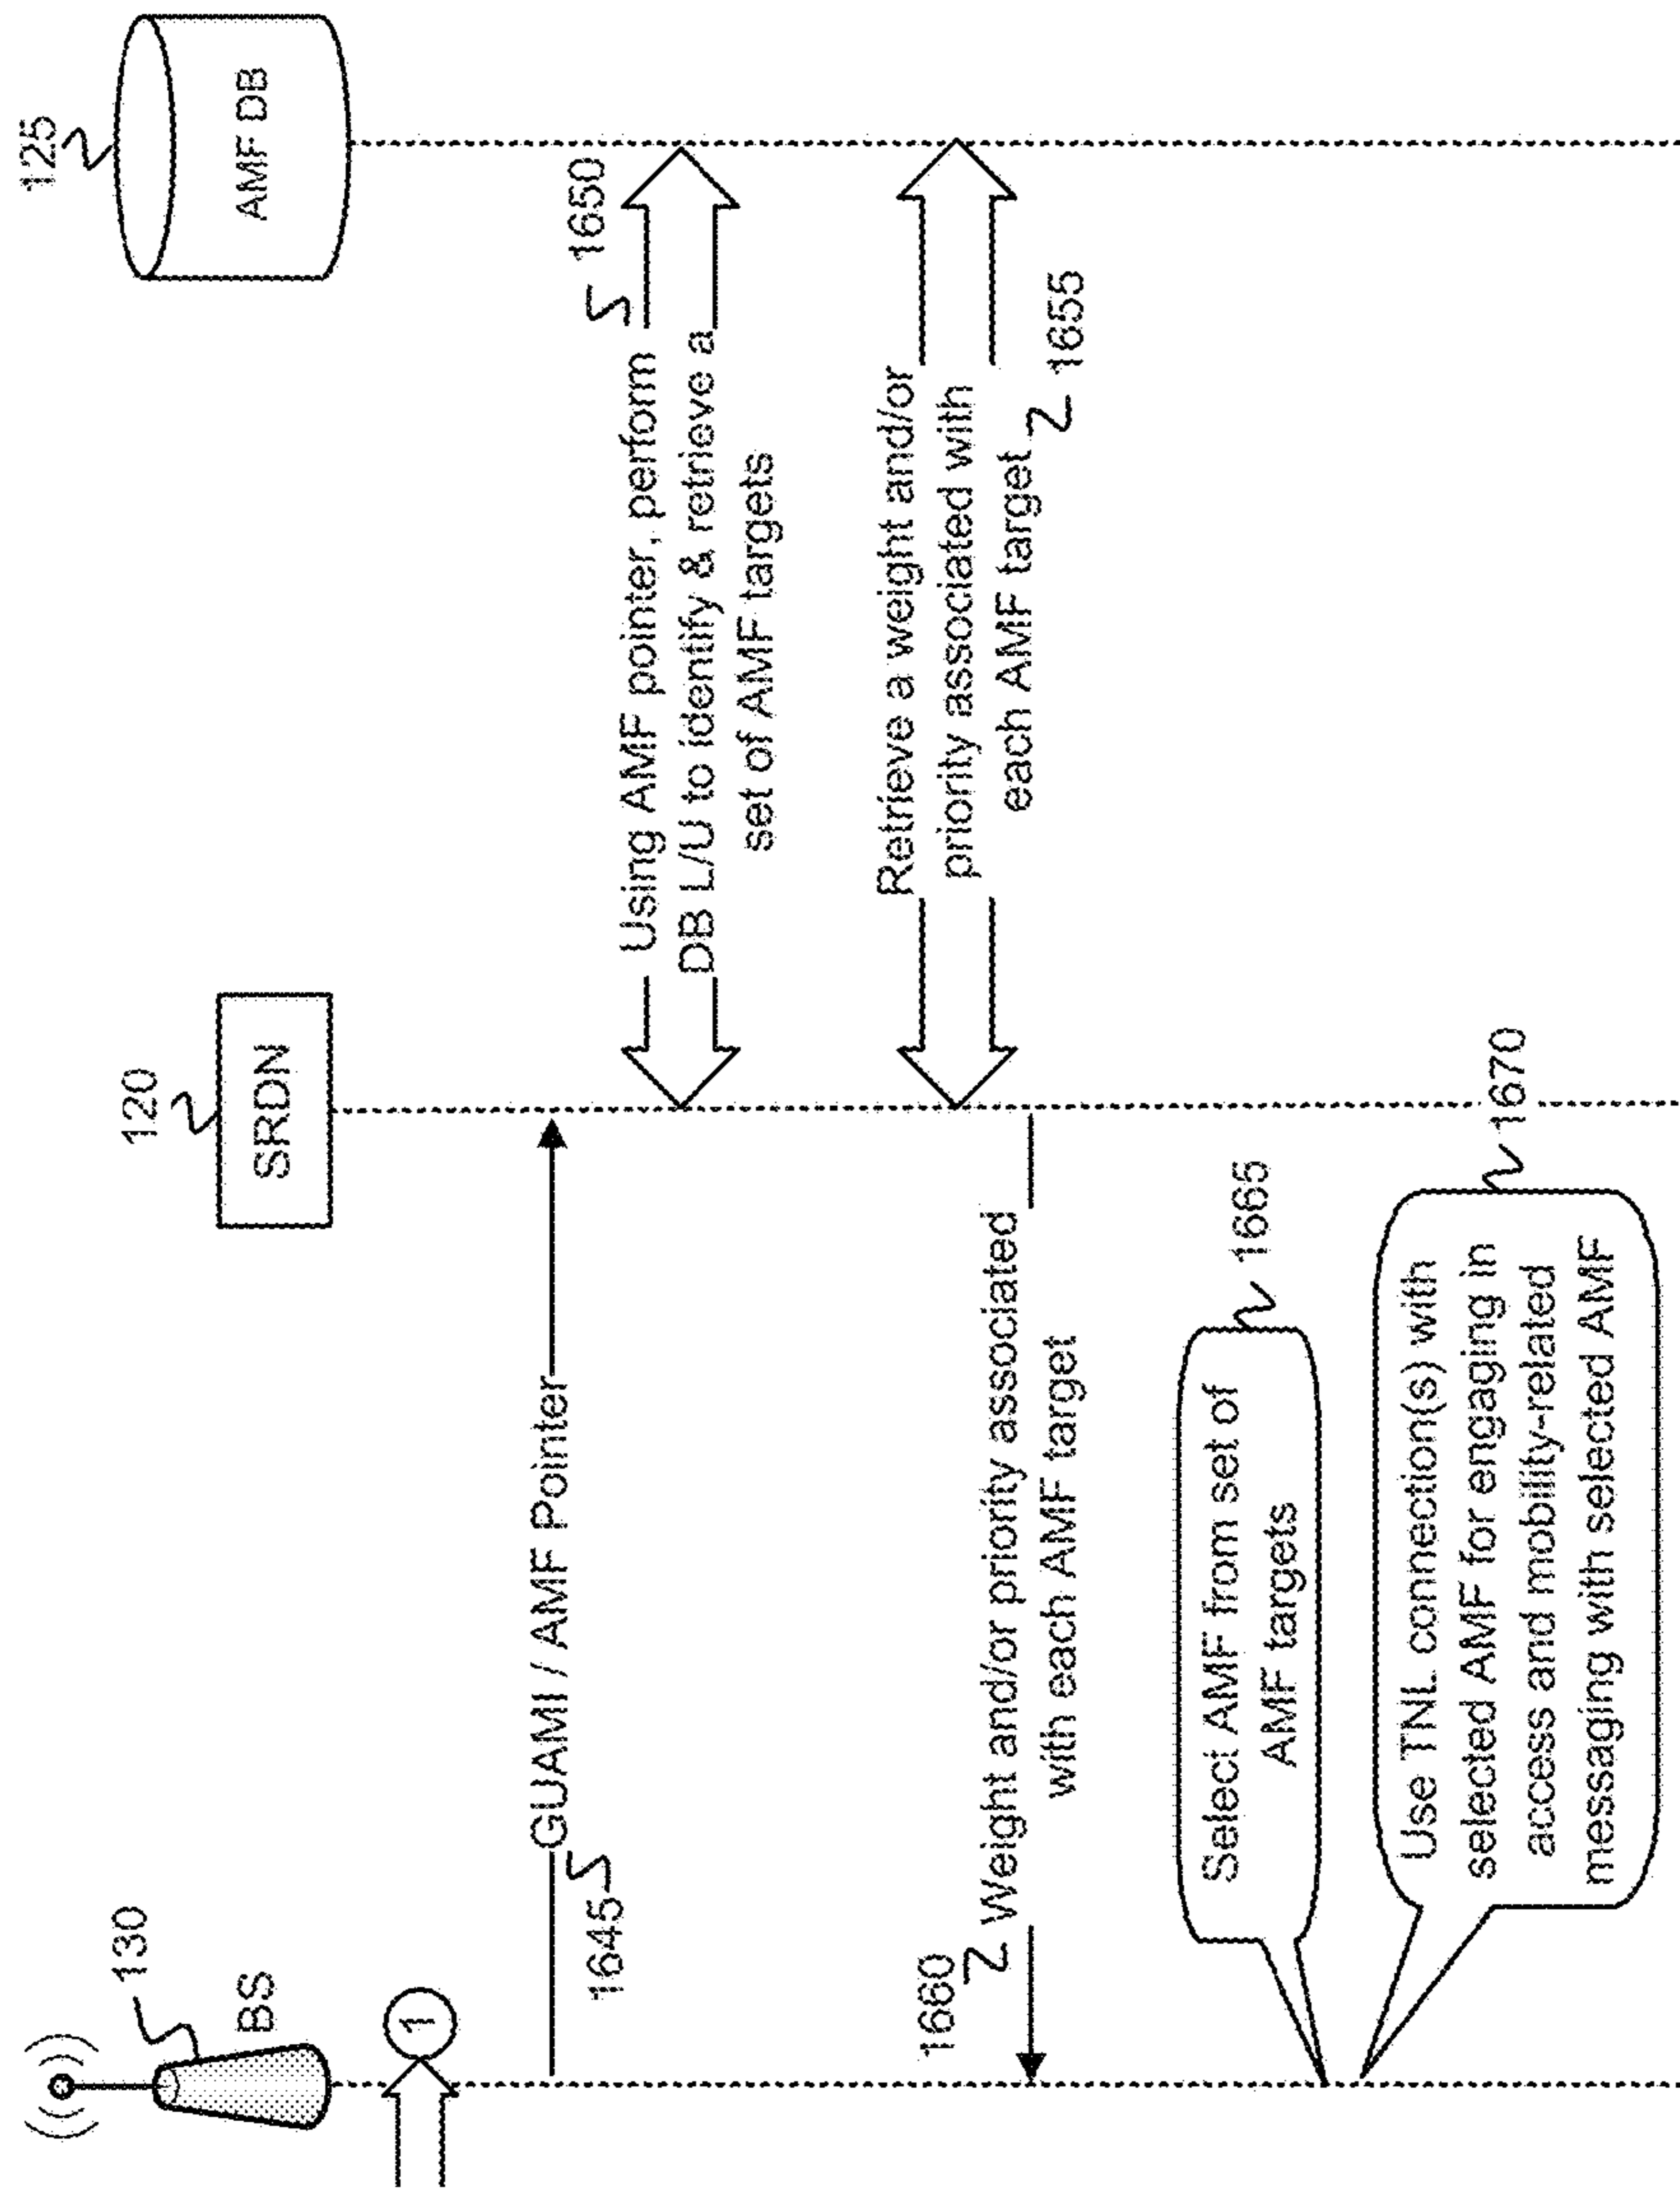 130
BS
120
SRDN
125
AMF DB
1
GUAMI / AMF Pointer
1645
Using AMF pointer, perform
DB L/U to identify & retrieve a
set of AMF targets
1650
Retrieve a weight and/or
priority associated with
each AMF target
1655
1660
Weight and/or priority associated
with each AMF target
Select AMF from set of
AMF targets
1665
Use TNL connection(s) with
selected AMF for engaging in
access and mobility-related
messaging with selected AMF
1670